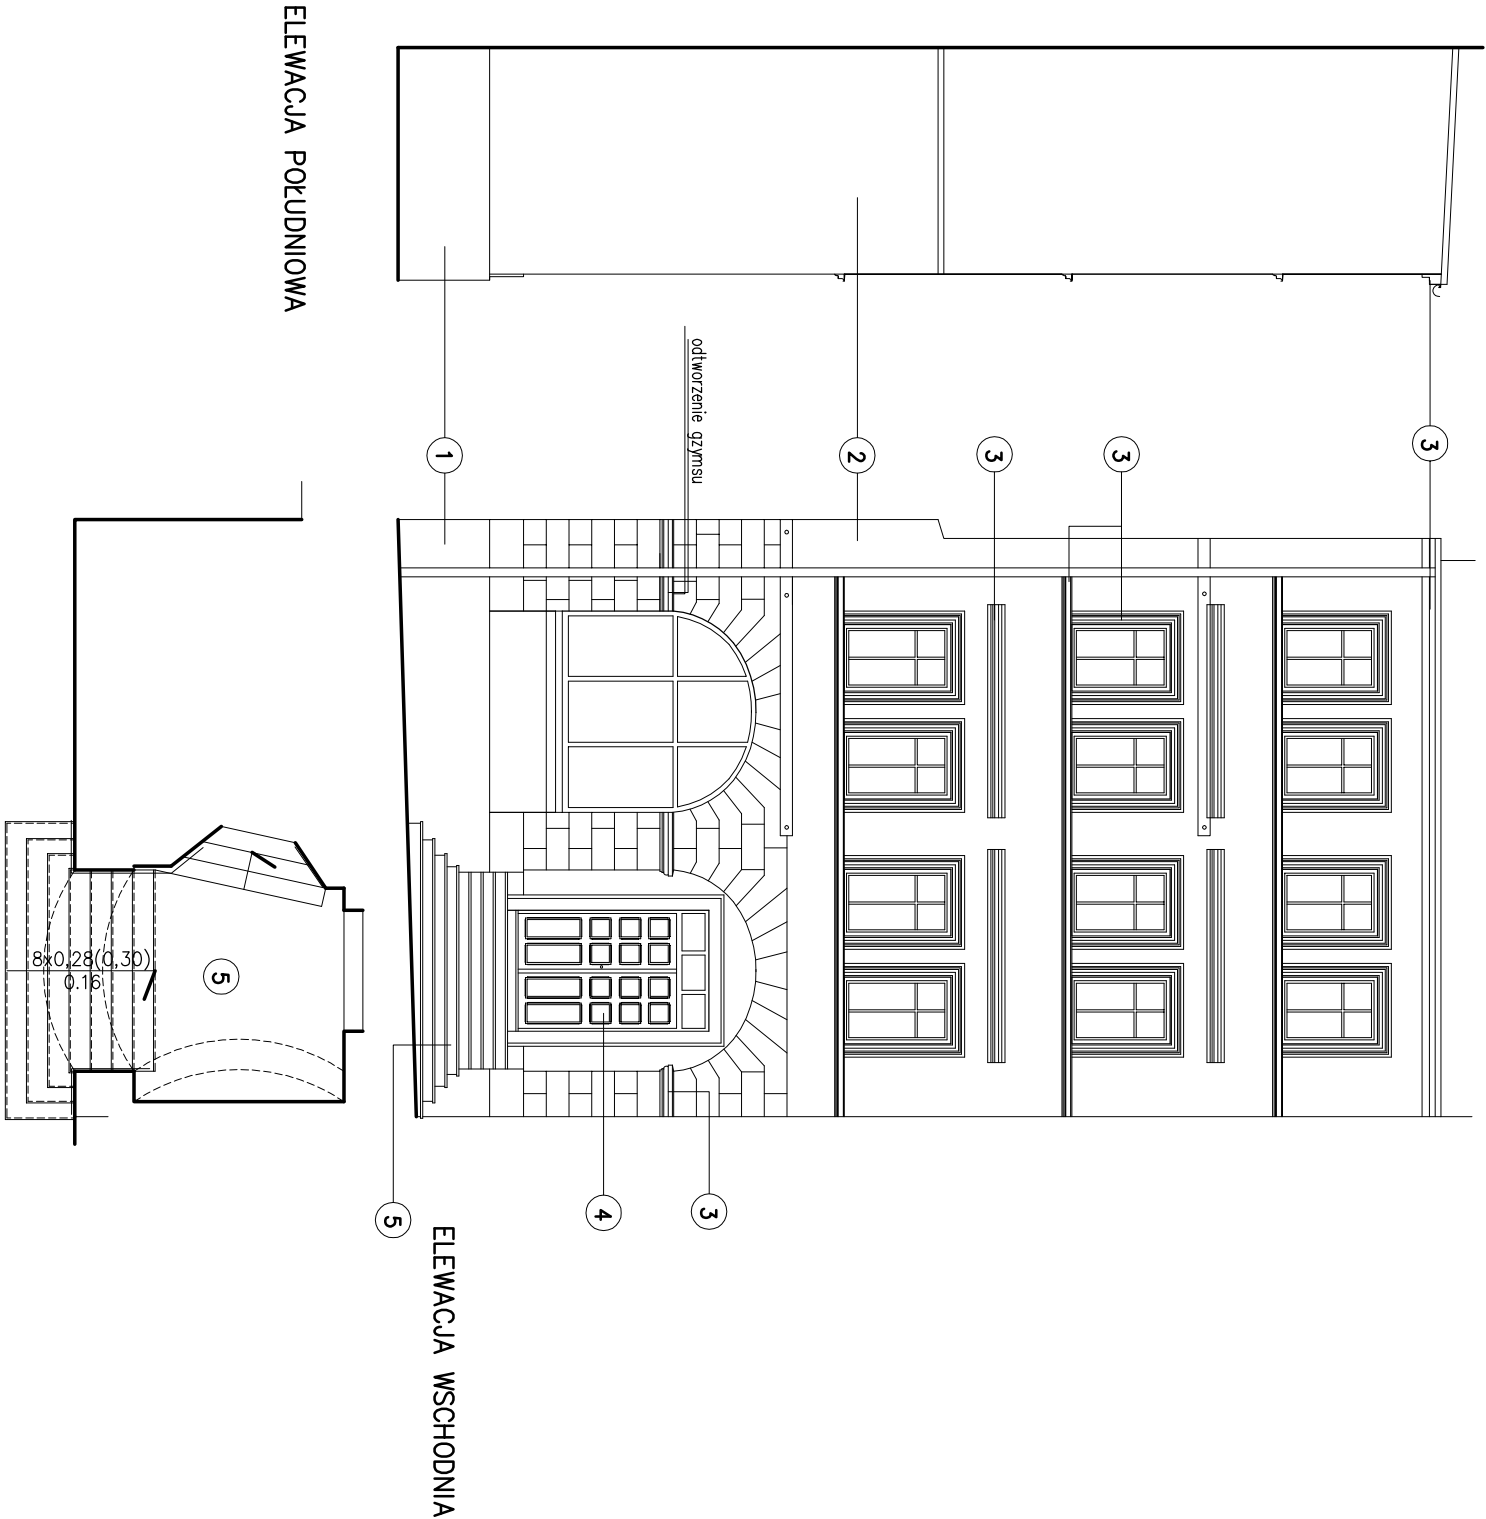 ELEWACJA POŁUDNIOWA
odtworzenie gzymsu
1
2
3
3
3
8x0,28(0,30)
0.16
5
5
4
3
ELEWACJA WSCHODNIA